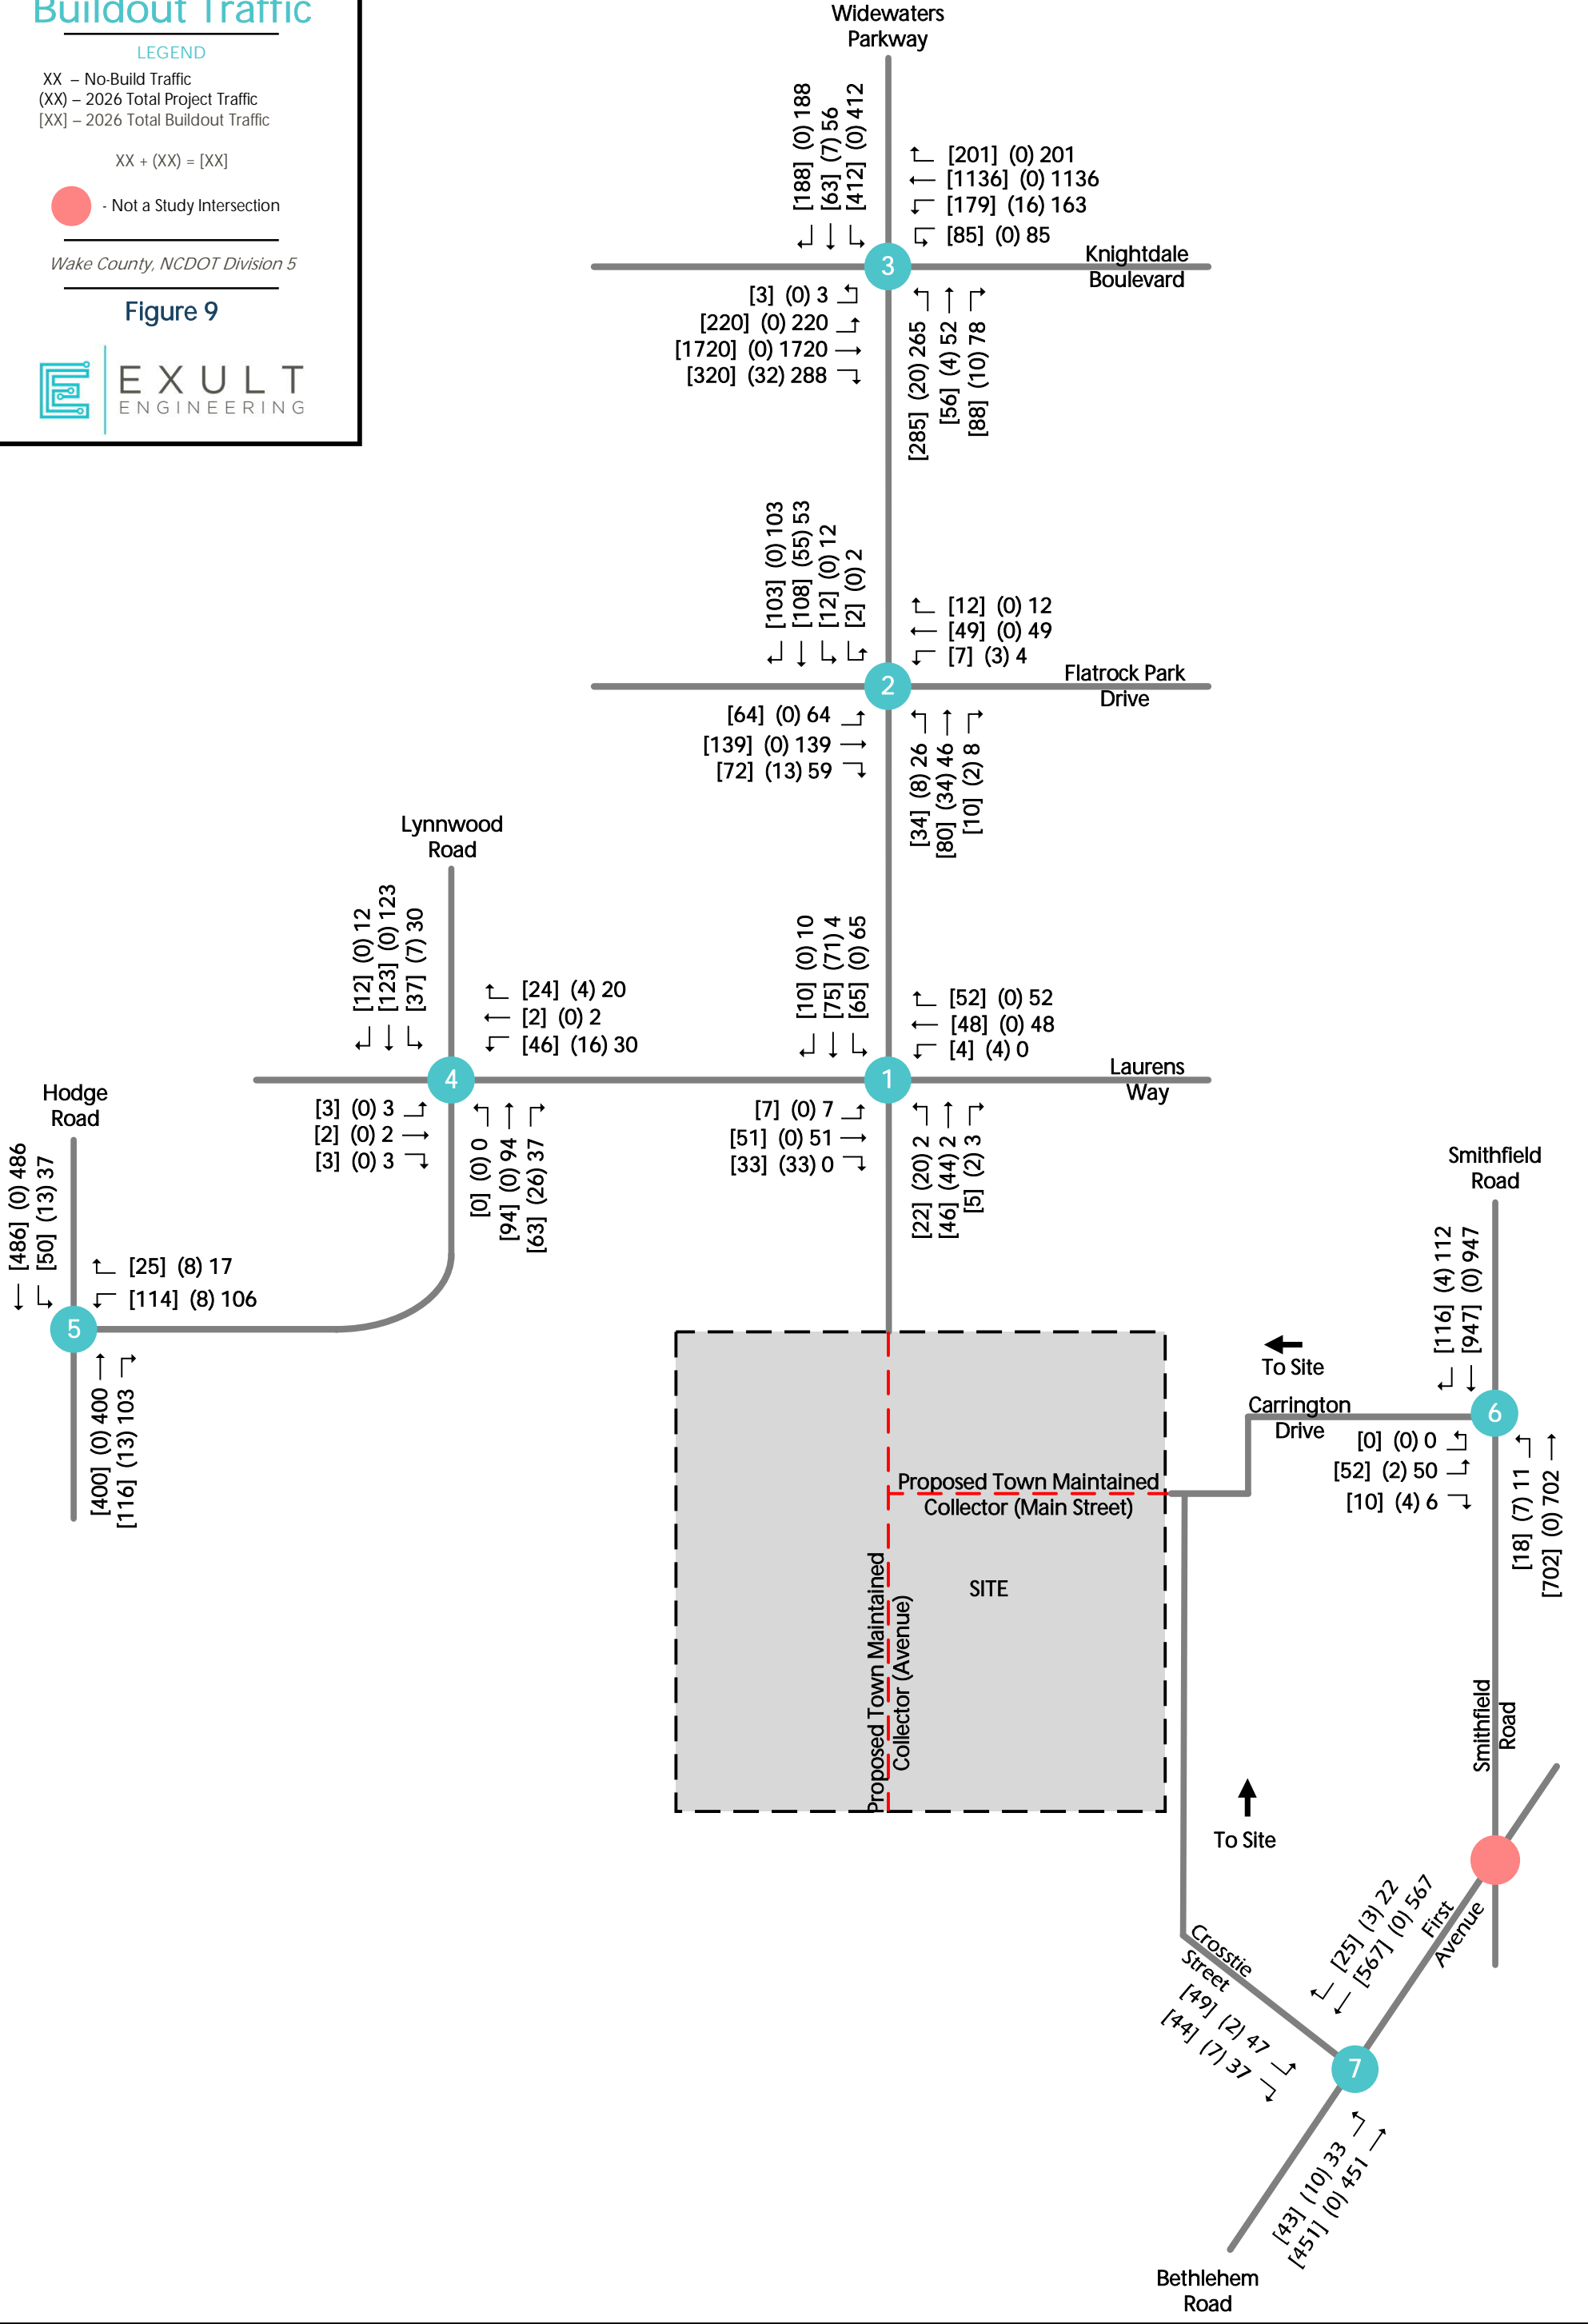 Buildout Traffic
LEGEND
XX – No-Build Traffic
(XX) – 2026 Total Project Traffic
[XX] – 2026 Total Buildout Traffic
XX + (XX) = [XX]
- Not a Study Intersection
Wake County, NCDOT Division 5
Figure 9
EXULT
ENGINEERING
Widewaters
Parkway
[188] (0) 188
[63] (7) 56
[412] (0) 412
[201] (0) 201
[1136] (0) 1136
[179] (16) 163
[85] (0) 85
3
Knightdale
Boulevard
[3] (0) 3
[220] (0) 220
[1720] (0) 1720
[320] (32) 288
[285] (20) 265
[56] (4) 52
[88] (10) 78
[103] (0) 103
[108] (55) 53
[12] (0) 12
[2] (0) 2
[12] (0) 12
[49] (0) 49
[7] (3) 4
2
Flatrock Park
Drive
[64] (0) 64
[139] (0) 139
[72] (13) 59
[34] (8) 26
[80] (34) 46
[10] (2) 8
Lynnwood
Road
[12] (0) 12
[123] (0) 123
[37] (7) 30
[24] (4) 20
[2] (0) 2
[46] (16) 30
4
[3] (0) 3
[2] (0) 2
[3] (0) 3
[0] (0) 0
[94] (0) 94
[63] (26) 37
[10] (0) 10
[75] (71) 4
[65] (0) 65
[52] (0) 52
[48] (0) 48
[4] (4) 0
1
Laurens
Way
[7] (0) 7
[51] (0) 51
[33] (33) 0
[22] (20) 2
[46] (44) 2
[5] (2) 3
Hodge
Road
[486] (0) 486
[50] (13) 37
[25] (8) 17
[114] (8) 106
5
[400] (0) 400
[116] (13) 103
Smithfield
Road
[116] (4) 112
[947] (0) 947
To Site
Carrington
Drive
6
[0] (0) 0
[52] (2) 50
[10] (4) 6
[18] (7) 11
[702] (0) 702
Proposed Town Maintained
Collector (Main Street)
SITE
Proposed Town Maintained
Collector (Avenue)
Smithfield
Road
To Site
[25] (3) 22
[567] (0) 567
First
Avenue
Crosstie
Street
[49] (2) 47
[44] (7) 37
7
[43] (10) 33
[451] (0) 451
Bethlehem
Road